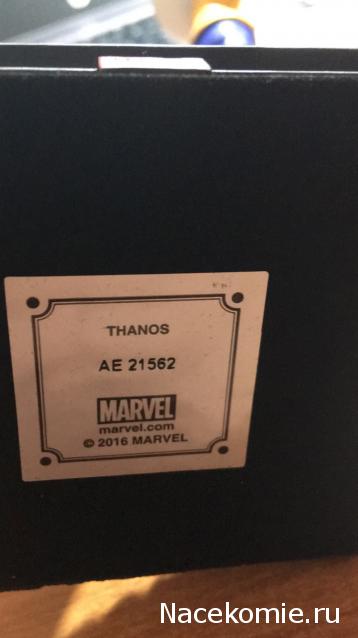 THANOS
AE 21562
MARVEL
marvel.com
© 2016 MARVEL
Nacekomie.ru